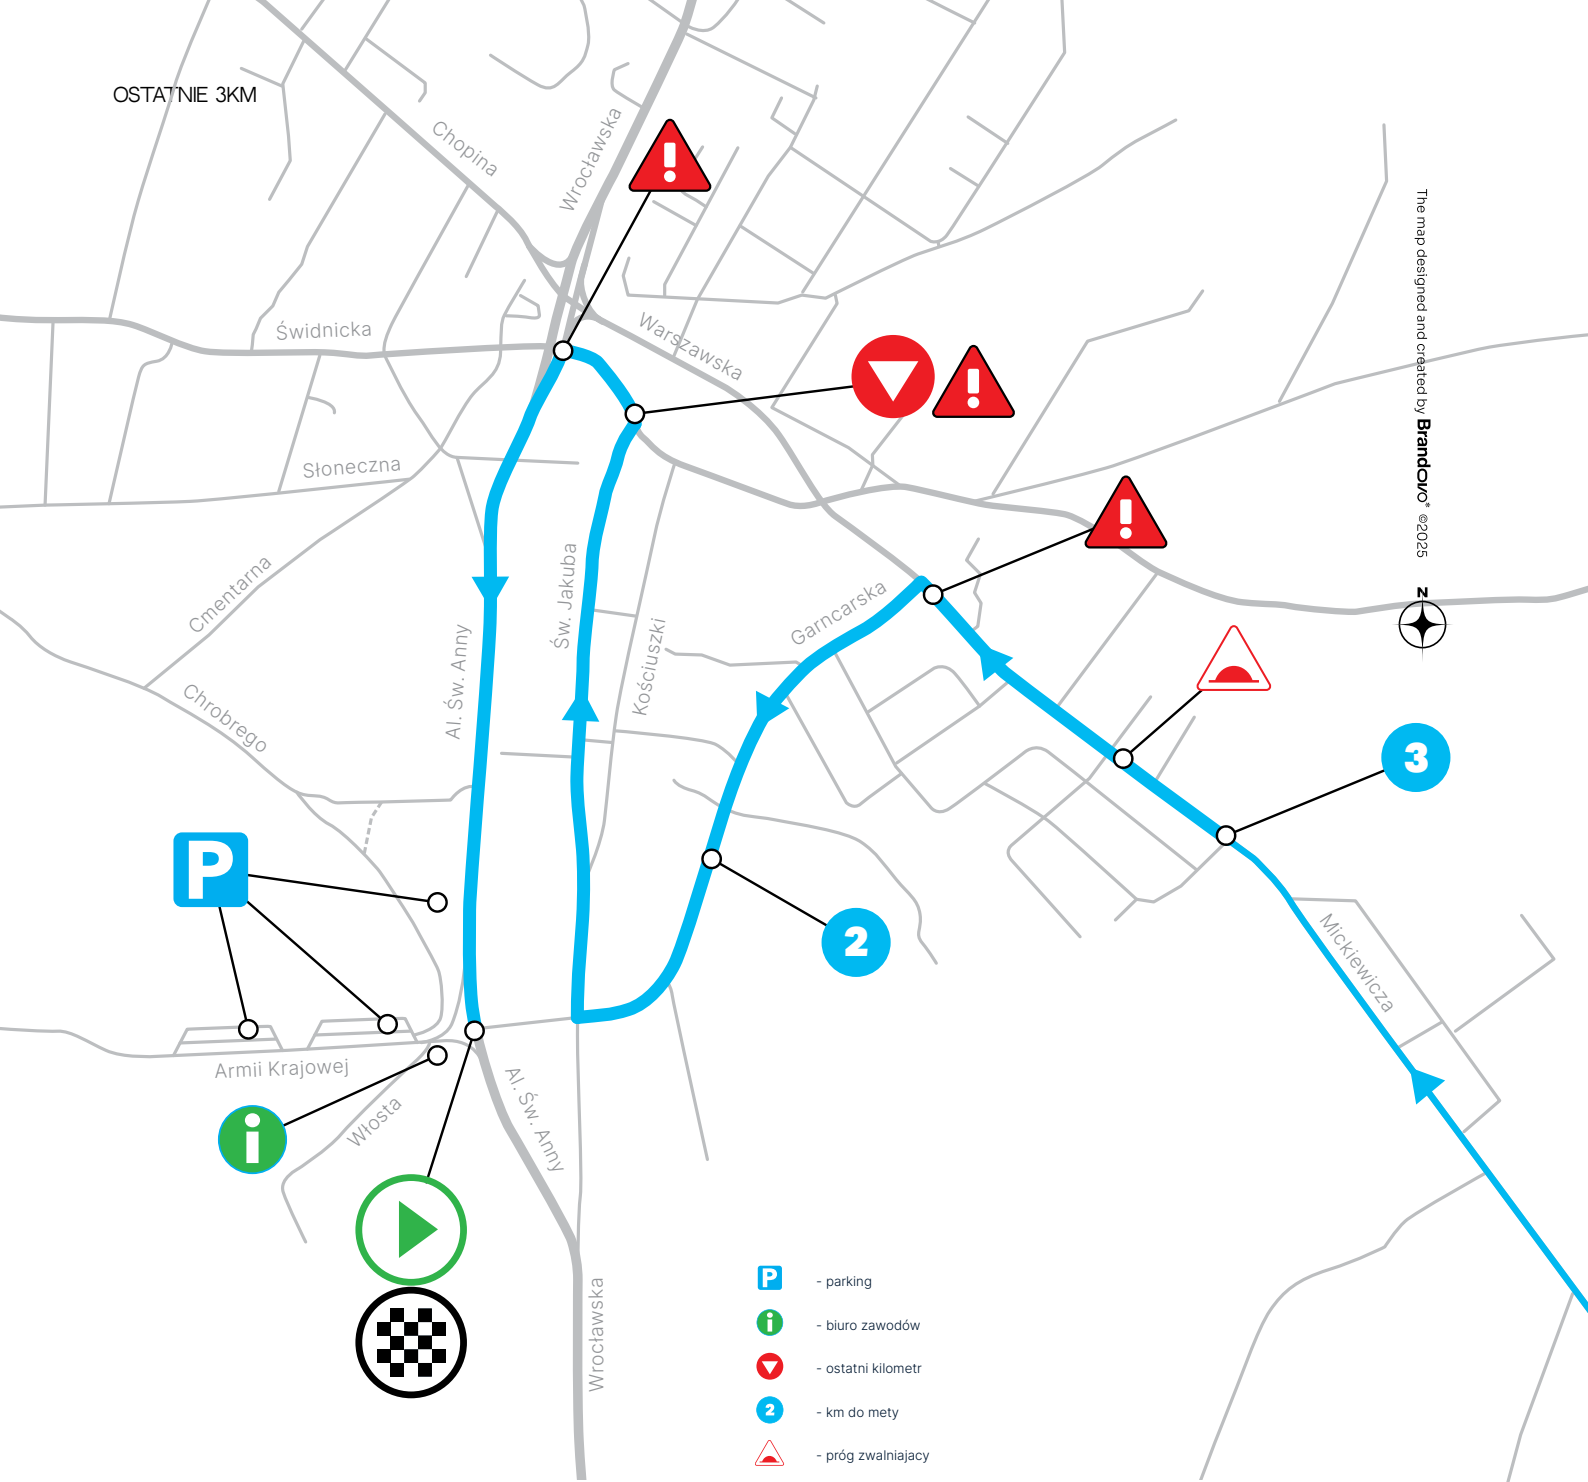 OSTATNIE 3KM
Chopina
Wrocławska
Świdnicka
Warszawska
Słoneczna
Cmentarna
Św. Jakuba
Garncarska
Al. Św. Anny
Kościuszki
Chrobrego
3
P
2
Mickiewicza
Armii Krajowej
Włosta
Al. Św. Anny
i
Wrocławska
The map designed and created by Brandovo® ©2025
N
P - parking
i - biuro zawodów
- ostatni kilometr
2 - km do mety
- próg zwalniajacy